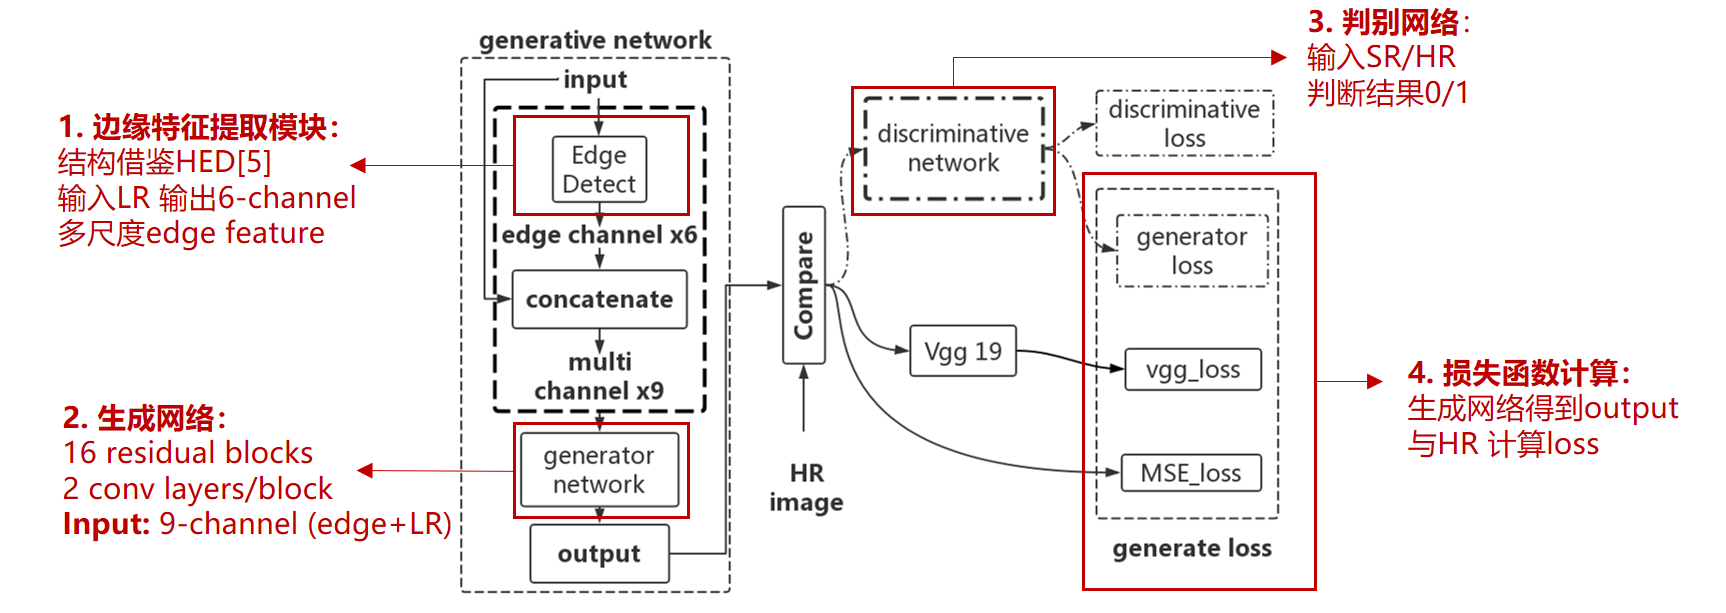 1. 边缘特征提取模块：
结构借鉴HED[5]
输入LR 输出6-channel
多尺度edge feature
2. 生成网络：
16 residual blocks
2 conv layers/block
Input: 9-channel (edge+LR)
generative network
input
Edge
Detect
edge channel x6
concatenate
multi
channel x9
generator
network
output
Compare
HR
image
discriminative
network
discriminative
loss
generator
loss
Vgg 19
vgg_loss
MSE_loss
generate loss
3. 判别网络：
输入SR/HR
判断结果0/1
4. 损失函数计算：
生成网络得到output
与HR 计算loss